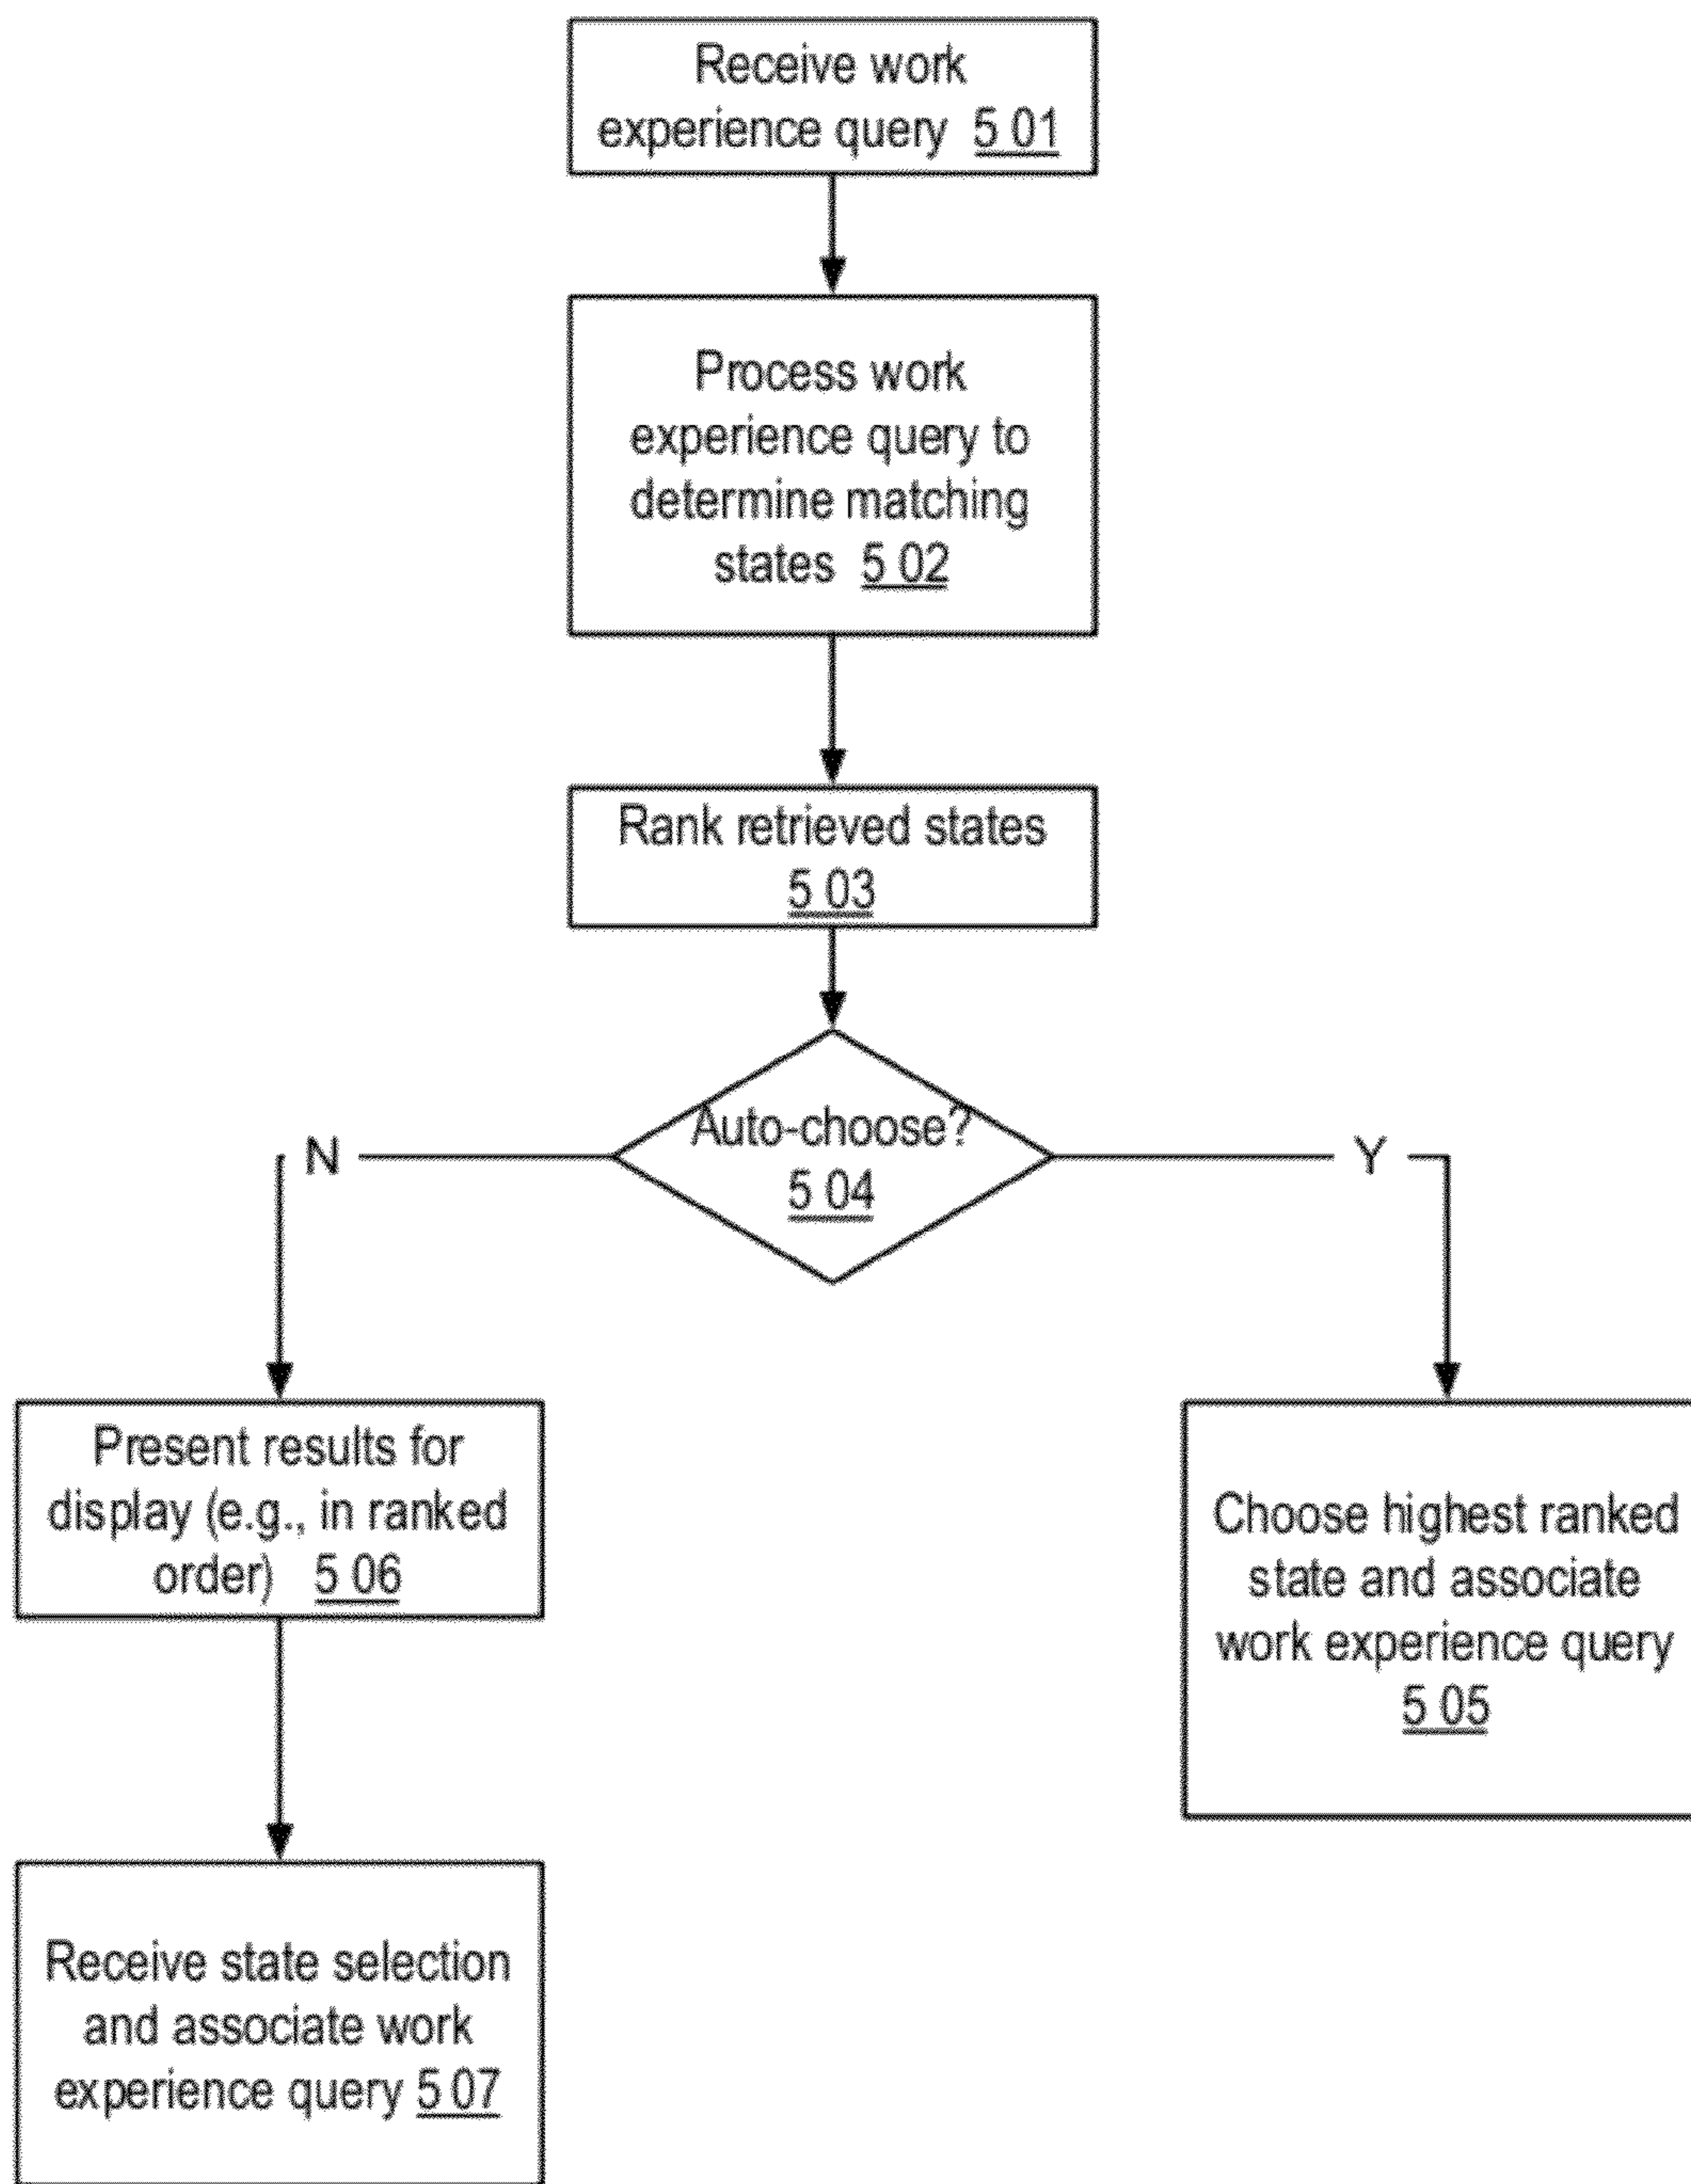 Receive work
experience query 501
Process work
experience query to
determine matching
states 502
Rank retrieved states
503
Auto-choose?
504
N
Y
Present results for
display (e.g., in ranked
order) 506
Choose highest ranked
state and associate
work experience query
505
Receive state selection
and associate work
experience query 507